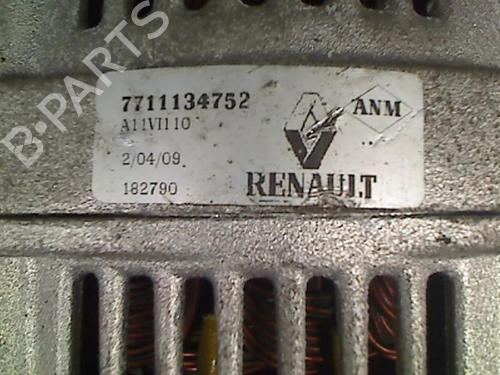 B-PARTS
7711134752
A11VI110
2/04/09
182790
ANM
RENAULT